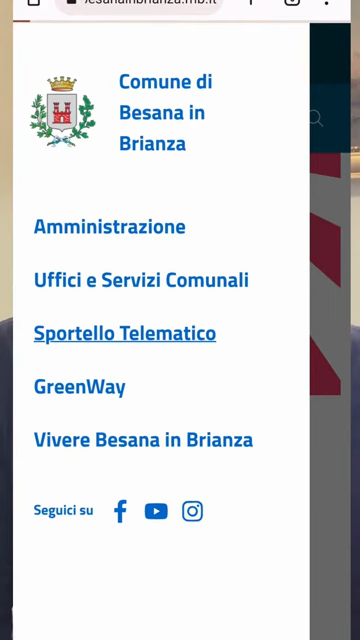 Comune di
Besana in
Brianza
Amministrazione
Uffici e Servizi Comunali
Sportello Telematico
GreenWay
Vivere Besana in Brianza
Seguici su